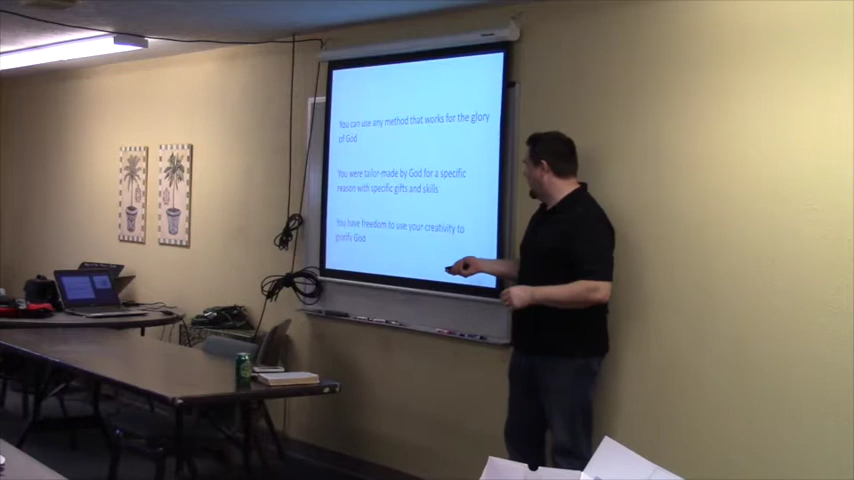 You can use any method that works for the glory
of God
You were tailor-made by God for a specific
reason with specific gifts and skills
You have freedom to use your creativity to
glorify God